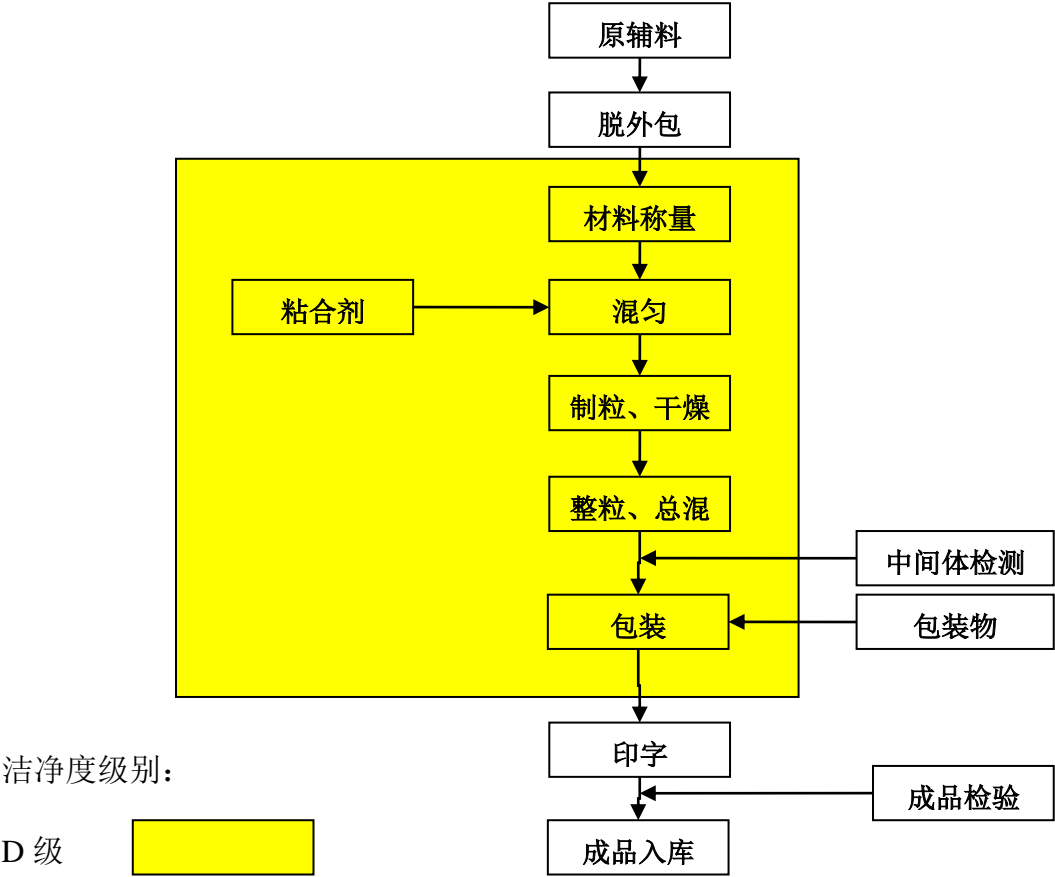 原辅料
脱外包
材料称量
粘合剂
混匀
制粒、干燥
整粒、总混
中间体检测
包装
包装物
印字
洁净度级别：
成品检验
D 级
成品入库